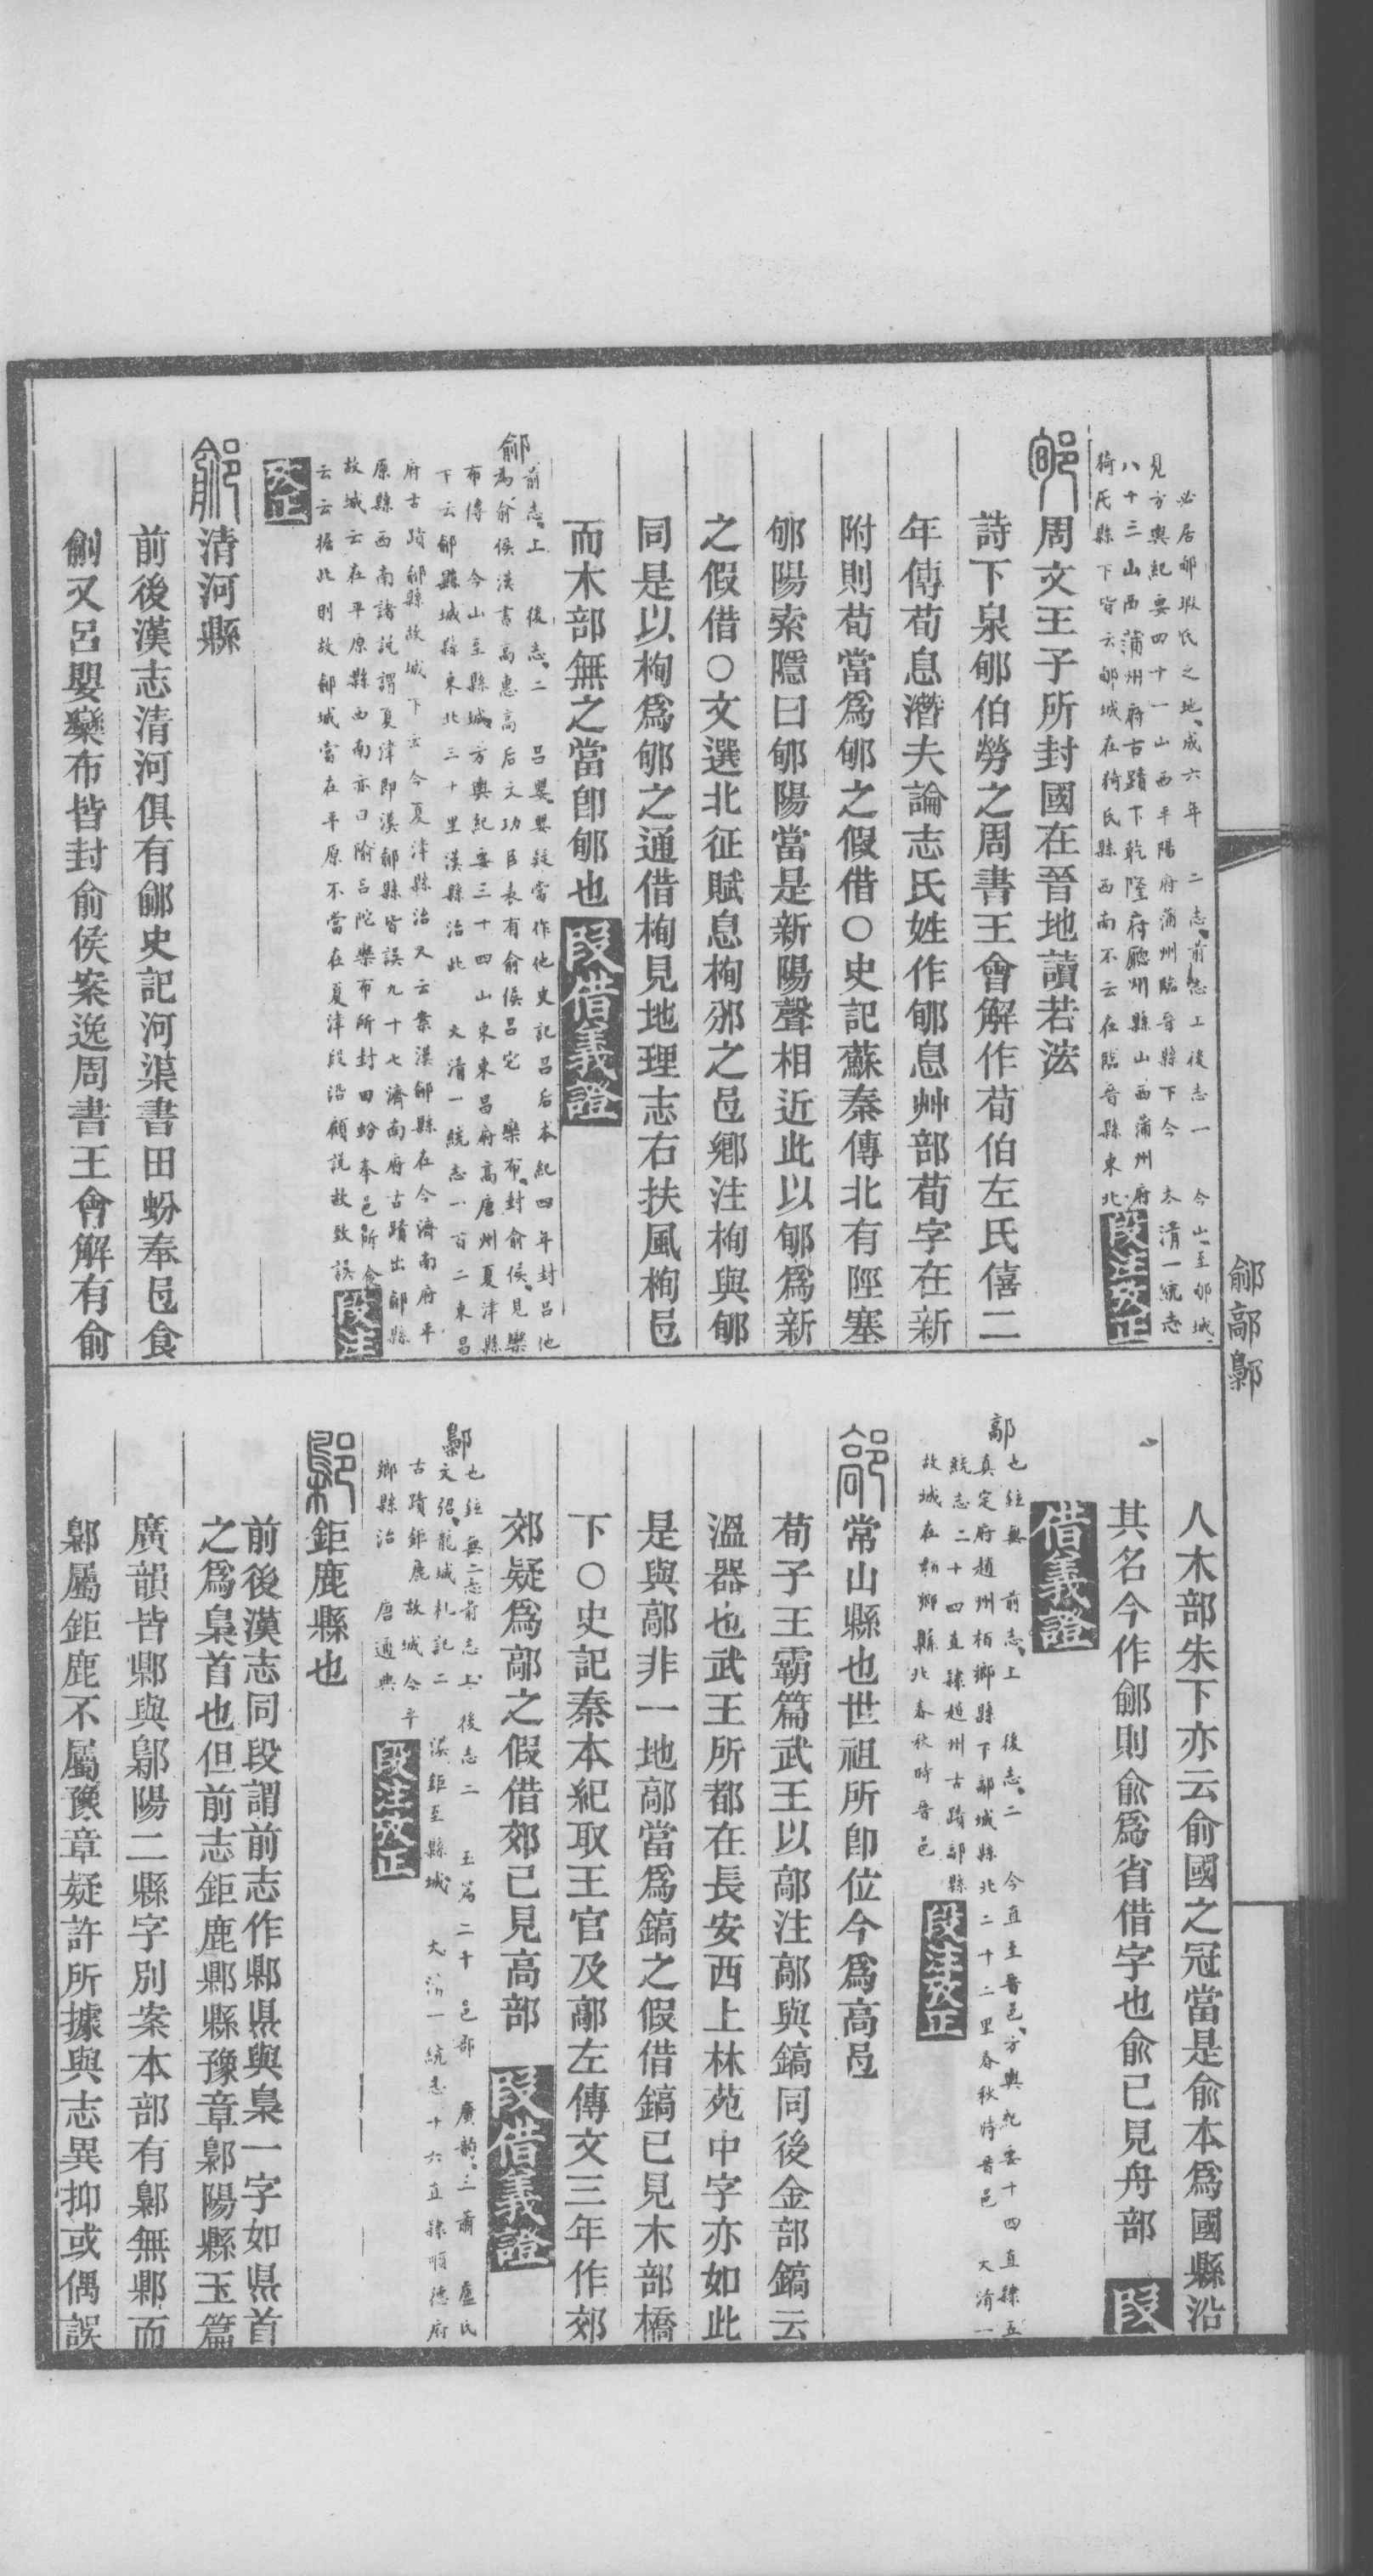 必居郇瑕氏之地、成六年　二志、前志上後志一　今山至郇城、
見方輿紀要四十一山西平陽府蒲州臨晉縣下今　大清一統志
八十三山西蒲州府古蹟下乾隆府廳州縣山西蒲州府
猗氏縣下皆云郇城在猗氏縣西南不云在臨晉縣東北　段注攷正
郇周文王子所封國在晉地讀若泫
詩下泉郇伯勞之周書王會解作荀伯左氏僖二
年傳荀息潛夫論志氏姓作郇息艸部荀字在新
附則荀當爲郇之假借○史記蘇秦傳北有陘塞
郇陽索隱曰郇陽當是新陽聲相近此以郇爲新
之假借○文選北征賦息栒邠之邑鄉注栒與郇
同是以栒爲郇之通借栒見地理志右扶風栒邑
而木部無之當卽郇也　段借義證
鄃
前志、上　後志、二　呂嬰、嬰疑當作他史記呂后本紀四年封呂他
爲俞侯漢書高惠高后文功臣表有俞侯呂它　欒布、封俞侯、見欒
布傳　今山至縣城、方輿紀要三十四山東東昌府高唐州夏津縣
下云鄃縣城縣東北三十里漢縣治此　大清一統志一百二東昌
府古蹟鄃縣故城下云今夏津縣治又云案漢鄃縣在今濟南府平
原縣西南諸說謂夏津卽漢鄃縣皆誤九十七濟南府古蹟出鄃縣
故城云在平原縣西南亦曰隃呂陀欒布所封田蚡奉邑所食
云云据此則故鄃城當在平原不當在夏津段沿顧說故致誤　段注
攷正
鄃清河縣
前後漢志清河俱有鄃史記河渠書田蚡奉邑食
鄃又呂嬰欒布皆封俞侯案逸周書王會解有俞
鄃鄗鄡
人木部朱下亦云俞國之冠當是俞本爲國縣沿
其名今作鄃則俞爲省借字也俞已見舟部　段
借義證
鄗
也注無　前志、上　後志、二　今直至晉邑、方輿紀要十四直隸五
真定府趙州栢鄉縣下鄗城縣北二十二里春秋時晉邑　大清一
統志二十四直隸趙州古蹟鄗縣
故城在柏鄉縣北春秋時晉邑　段注攷正
鄗常山縣也世祖所卽位今爲高邑
荀子王霸篇武王以鄗注鄗與鎬同後金部鎬云
溫器也武王所都在長安西上林苑中字亦如此
是與鄗非一地鄗當爲鎬之假借鎬已見木部橋
下○史記秦本紀取王官及鄗左傳文三年作郊
郊疑爲鄗之假借郊已見高部　段借義證
鄡
也注無二志前志上、後志二　玉篇二十　邑部　廣韵、三蕭　盧氏
文弨、龍城札記二　漢鉅至縣城　大清一統志十六直隸順德府
古蹟鉅鹿故城今平
鄉縣治　唐通典　段注攷正
鄡鉅鹿縣也
前後漢志同段謂前志作鄥県與梟一字如県首
之爲梟首也但前志鉅鹿鄥縣豫章鄡陽縣玉篇
廣韻皆鄥與鄡陽二縣字別案本部有鄡無鄥而
鄡屬鉅鹿不屬豫章疑許所據與志異抑或偶誤